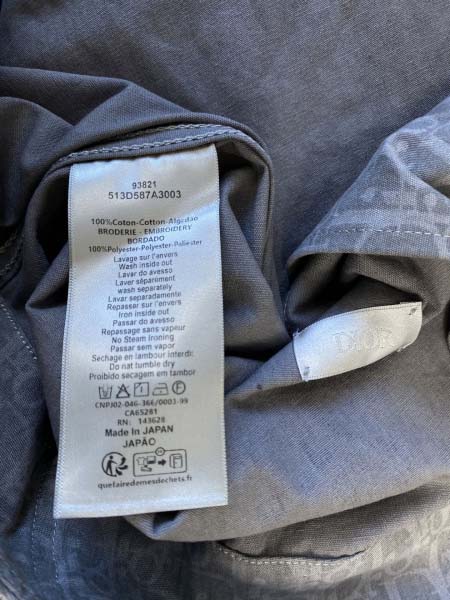 93821
513D587A3003
100%Coton-Cotton-Algodao
BRODERIE - EMBROIDERY
BORDADO
100%Polyester-Polyester-Poliester
Lavage sur l'envers
Wash inside out
Lavar do avesso
Laver séparément
wash separately
Lavar separadamente
Repasser sur l'envers
Iron inside out
Passar do avesso
Repassage sans vapeur
No Steam Ironing
Passar sem vapor
Sechage en tambour interdit
Do not tumble dry
Proibido secagem em tambor
CNPJ02-046-366/0003-99
CA65281
RN: 143628
Made In JAPAN
JAPÃO
quefairedemesdechets.fr
DIOR